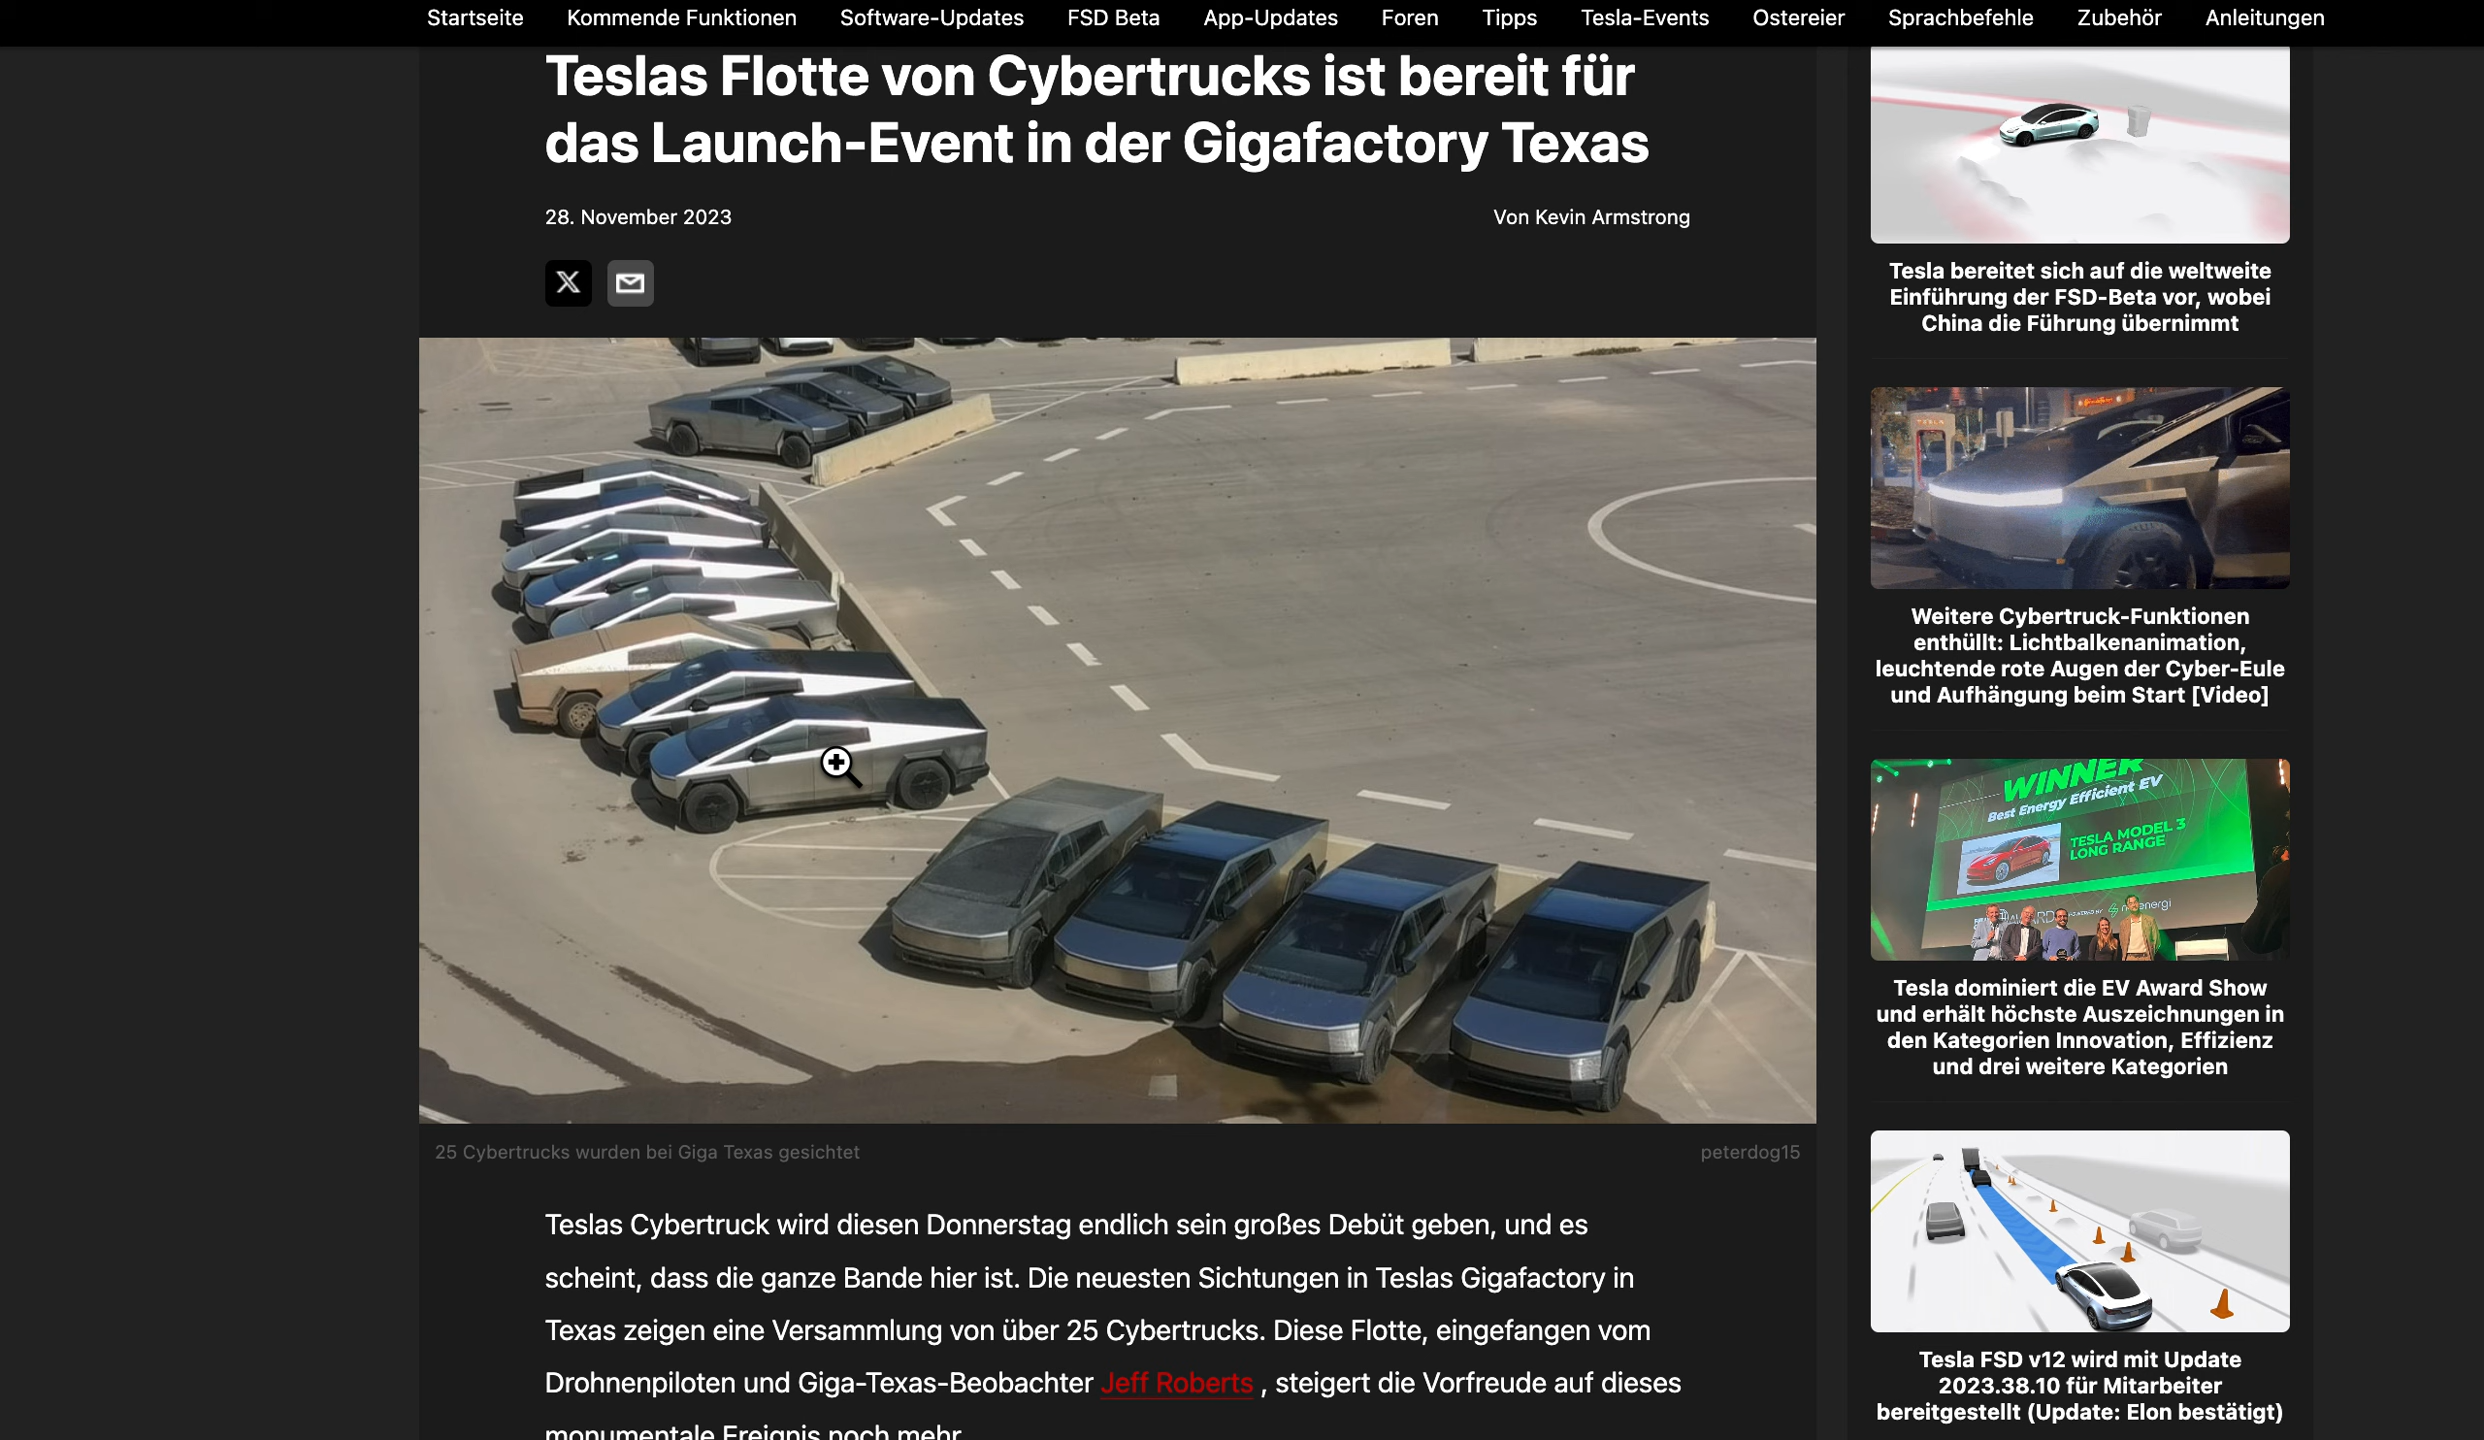 Startseite Kommende Funktionen Software-Updates FSD Beta App-Updates Foren Tipps Tesla-Events Ostereier Sprachbefehle Zubehör Anleitungen
Teslas Flotte von Cybertrucks ist bereit für
das Launch-Event in der Gigafactory Texas
28. November 2023
Von Kevin Armstrong
25 Cybertrucks wurden bei Giga Texas gesichtet
peterdog15
Teslas Cybertruck wird diesen Donnerstag endlich sein großes Debüt geben, und es
scheint, dass die ganze Bande hier ist. Die neuesten Sichtungen in Teslas Gigafactory in
Texas zeigen eine Versammlung von über 25 Cybertrucks. Diese Flotte, eingefangen vom
Drohnenpiloten und Giga-Texas-Beobachter Jeff Roberts , steigert die Vorfreude auf dieses
monumentale Ereignis noch mehr.
Tesla bereitet sich auf die weltweite
Einführung der FSD-Beta vor, wobei
China die Führung übernimmt
TESLA
Weitere Cybertruck-Funktionen
enthüllt: Lichtbalkenanimation,
leuchtende rote Augen der Cyber-Eule
und Aufhängung beim Start [Video]
WINNER
Best Energy Efficient EV
TESLA MODEL 3
LONG RANGE
POWERED BY
Tesla dominiert die EV Award Show
und erhält höchste Auszeichnungen in
den Kategorien Innovation, Effizienz
und drei weitere Kategorien
Tesla FSD v12 wird mit Update
2023.38.10 für Mitarbeiter
bereitgestellt (Update: Elon bestätigt)